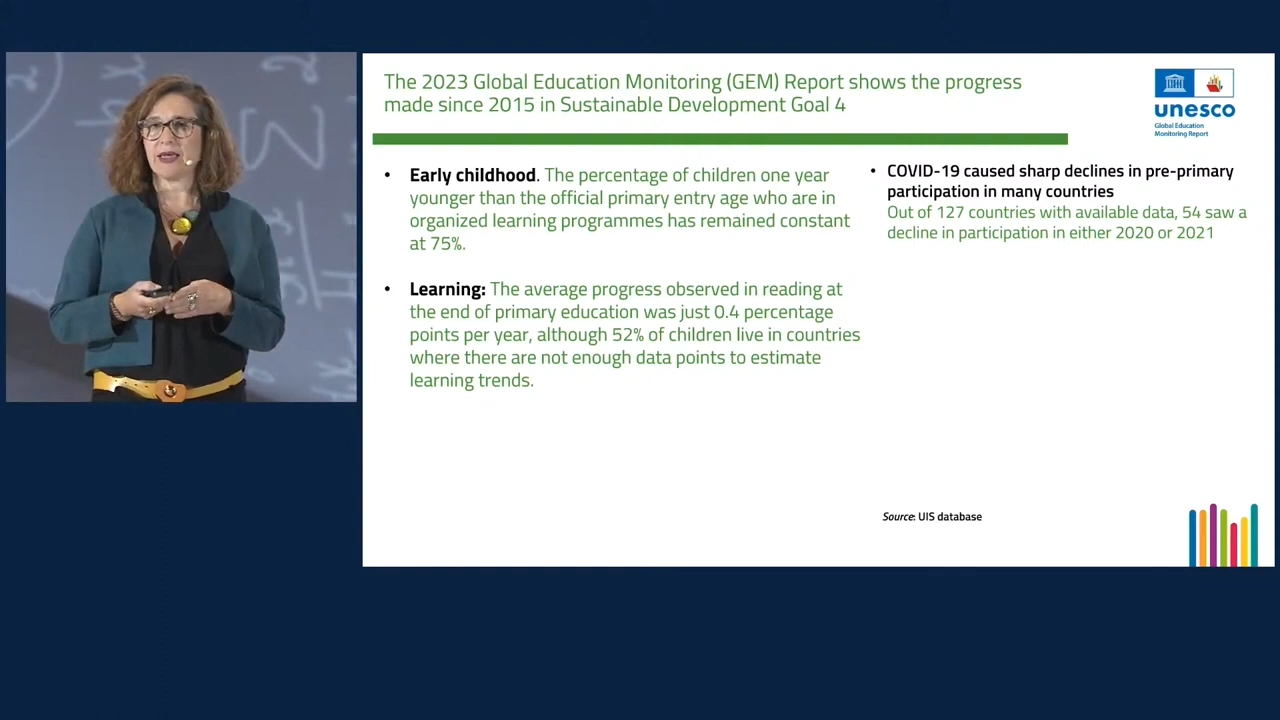 The 2023 Global Education Monitoring (GEM) Report shows the progress
made since 2015 in Sustainable Development Goal 4
unesco
Global Education
Monitoring Report
• Early childhood. The percentage of children one year
younger than the official primary entry age who are in
organized learning programmes has remained constant
at 75%.
• Learning: The average progress observed in reading at
the end of primary education was just 0.4 percentage
points per year, although 52% of children live in countries
where there are not enough data points to estimate
learning trends.
• COVID-19 caused sharp declines in pre-primary
participation in many countries
Out of 127 countries with available data, 54 saw a
decline in participation in either 2020 or 2021
Source: UIS database